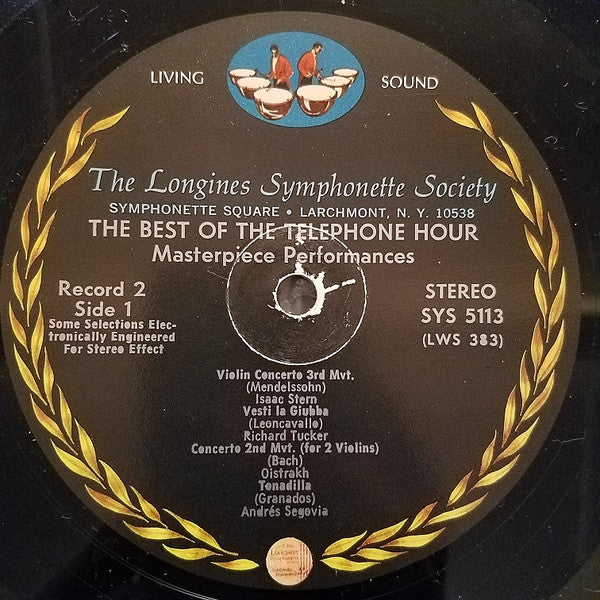 LIVING SOUND
The Longines Symphonette Society
SYMPHONETTE SQUARE • LARCHMONT, N. Y. 10538
THE BEST OF THE TELEPHONE HOUR
Masterpiece Performances
Record 2
Side 1
Some Selections Elec-
tronically Engineered
For Stereo Effect
STEREO
SYS 5113
(LWS 383)
Violin Concerto 3rd Mvt.
(Mendelssohn)
Isaac Stern
Vesti la Giubba
(Leoncavallo)
Richard Tucker
Concerto 2nd Mvt. (for 2 Violins)
(Bach)
Oistrakh
Tonadilla
(Granados)
Andrés Segovia